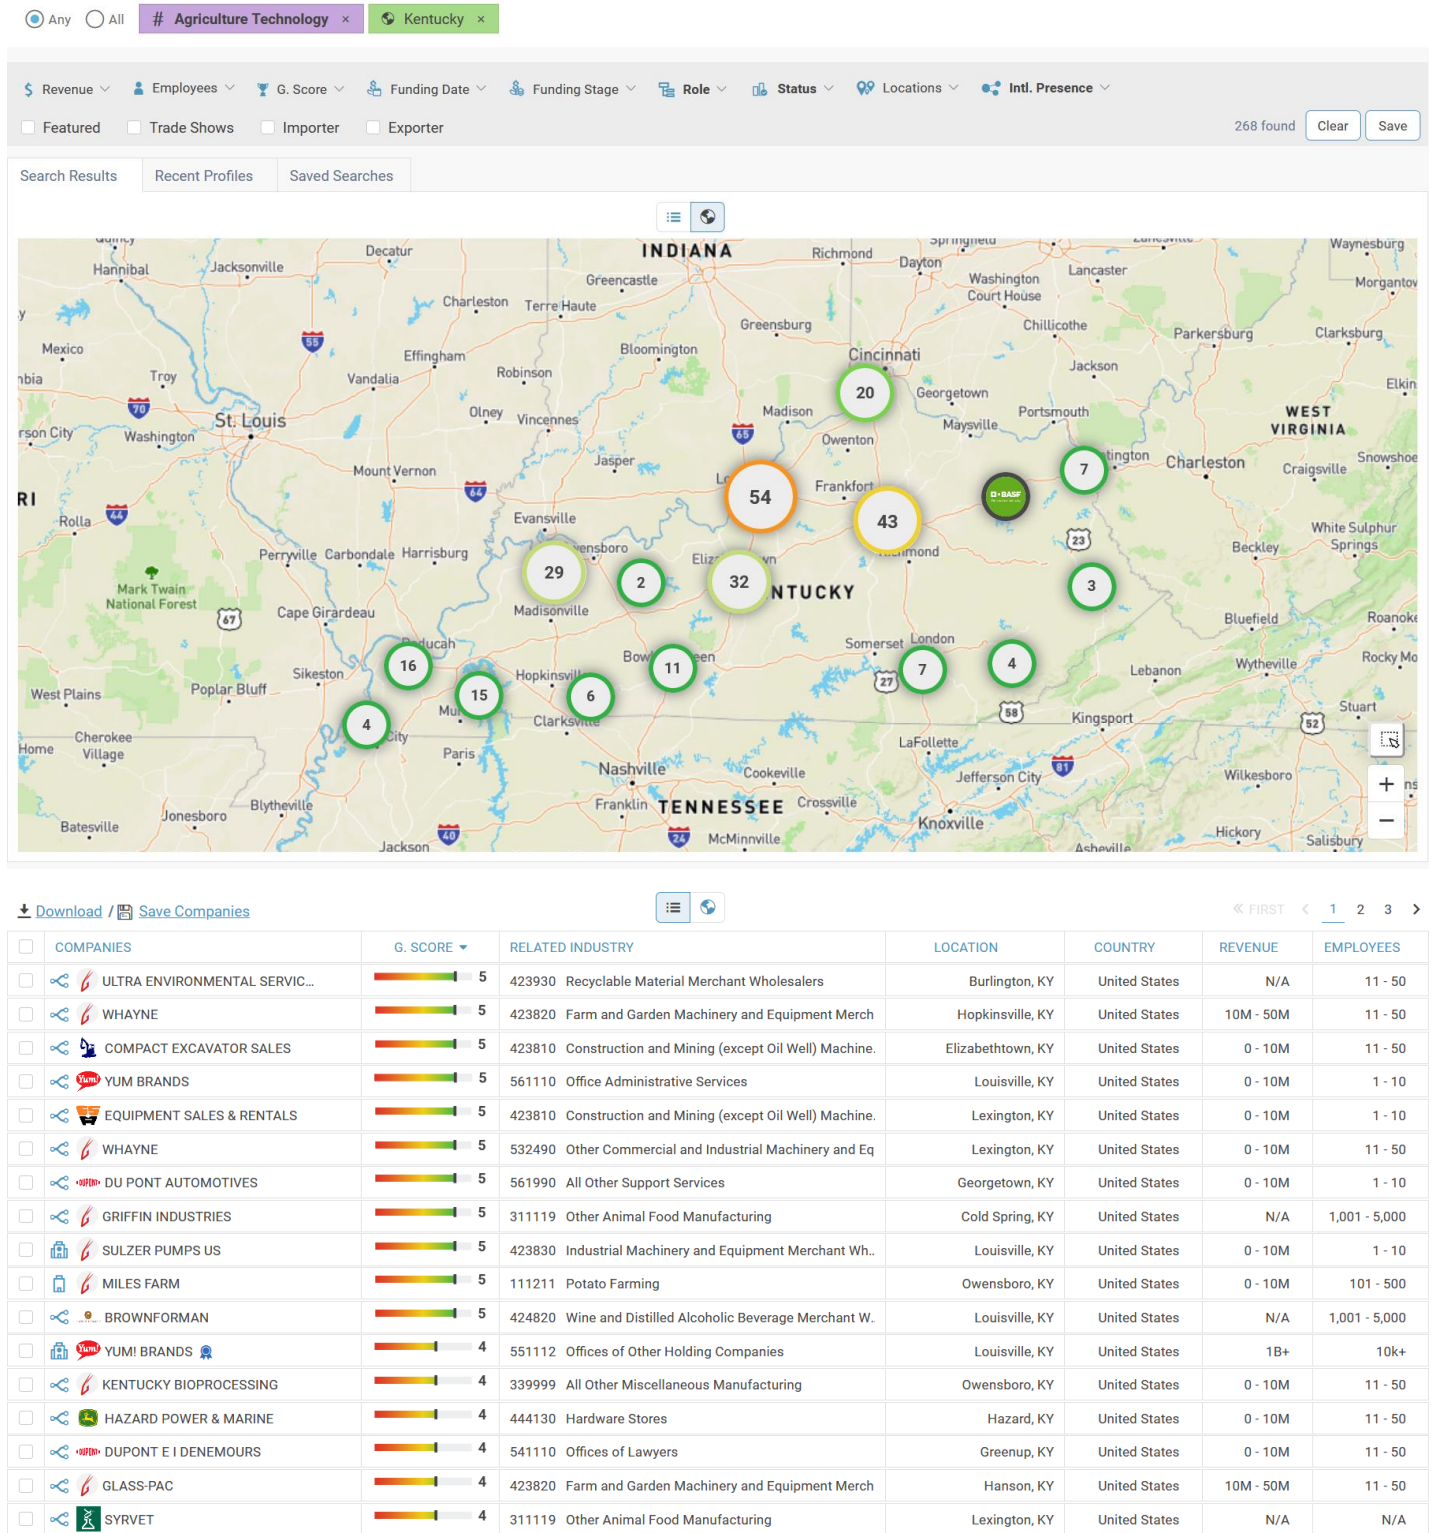 Any All # Agriculture Technology × Kentucky ×
$ Revenue Employees G. Score Funding Date Funding Stage Role Status Locations Intl. Presence
Featured Trade Shows Importer Exporter 268 found Clear Save
Search Results Recent Profiles Saved Searches
Decatur INDIANA Richmond Waynesburg
Hannibal Jacksonville Greencastle Dayton Washington Court House Lancaster
Charleston Terre Haute
55 Greensburg Chillicothe Parkersburg Clarksburg
Mexico Effingham Bloomington Cincinnati
Troy Vandalia Robinson Jackson
70 20 Georgetown
St. Louis Olney Vincennes Madison Portsmouth WEST VIRGINIA
Washington 65 Maysville
Owenton
Mount Vernon Jasper 7 Charleston Craigsville Snowshoe
RI 64 54 Frankfort BASF
44 Rolla Evansville 43 White Sulphur Springs
23
Perryville Carbondale Harrisburg Beckley
29 2 32 3
Mark Twain National Forest NTUCKY
67 Cape Girardeau Madisonville Bluefield Roanoke
Somerset London
16 11 7 4 Rocky Mo
Sikeston Hopkinsvill Lebanon Wytheville
West Plains Poplar Bluff 15 6 27
4 Clarksville 58 Kingsport 52 Stuart
Cherokee Village City
Home Paris LaFollette
Nashville Cookeville Jefferson City 81 Wilkesboro +
Blytheville Franklin TENNESSEE Crossville
Jonesboro Knoxville −
Batesville 40 24 McMinnville Hickory
Jackson Asheville Salisbury
Download / Save Companies FIRST 1 2 3
COMPANIES G. SCORE RELATED INDUSTRY LOCATION COUNTRY REVENUE EMPLOYEES
ULTRA ENVIRONMENTAL SERVIC... 5 423930 Recyclable Material Merchant Wholesalers Burlington, KY United States N/A 11 - 50
WHAYNE 5 423820 Farm and Garden Machinery and Equipment Merch Hopkinsville, KY United States 10M - 50M 11 - 50
COMPACT EXCAVATOR SALES 5 423810 Construction and Mining (except Oil Well) Machine. Elizabethtown, KY United States 0 - 10M 11 - 50
Yum! YUM BRANDS 5 561110 Office Administrative Services Louisville, KY United States 0 - 10M 1 - 10
EQUIPMENT SALES & RENTALS 5 423810 Construction and Mining (except Oil Well) Machine. Lexington, KY United States 0 - 10M 1 - 10
WHAYNE 5 532490 Other Commercial and Industrial Machinery and Eq Lexington, KY United States 0 - 10M 11 - 50
DUPONT DU PONT AUTOMOTIVES 5 561990 All Other Support Services Georgetown, KY United States 0 - 10M 1 - 10
GRIFFIN INDUSTRIES 5 311119 Other Animal Food Manufacturing Cold Spring, KY United States N/A 1,001 - 5,000
SULZER PUMPS US 5 423830 Industrial Machinery and Equipment Merchant Wh.. Louisville, KY United States 0 - 10M 1 - 10
MILES FARM 5 111211 Potato Farming Owensboro, KY United States 0 - 10M 101 - 500
BROWNFORMAN 5 424820 Wine and Distilled Alcoholic Beverage Merchant W.. Louisville, KY United States N/A 1,001 - 5,000
Yum! YUM! BRANDS 4 551112 Offices of Other Holding Companies Louisville, KY United States 1B+ 10k+
KENTUCKY BIOPROCESSING 4 339999 All Other Miscellaneous Manufacturing Owensboro, KY United States 0 - 10M 11 - 50
HAZARD POWER & MARINE 4 444130 Hardware Stores Hazard, KY United States 0 - 10M 11 - 50
DUPONT DUPONT E I DENEMOURS 4 541110 Offices of Lawyers Greenup, KY United States 0 - 10M 11 - 50
GLASS-PAC 4 423820 Farm and Garden Machinery and Equipment Merch Hanson, KY United States 10M - 50M 11 - 50
SYRVET 4 311119 Other Animal Food Manufacturing Lexington, KY United States N/A N/A